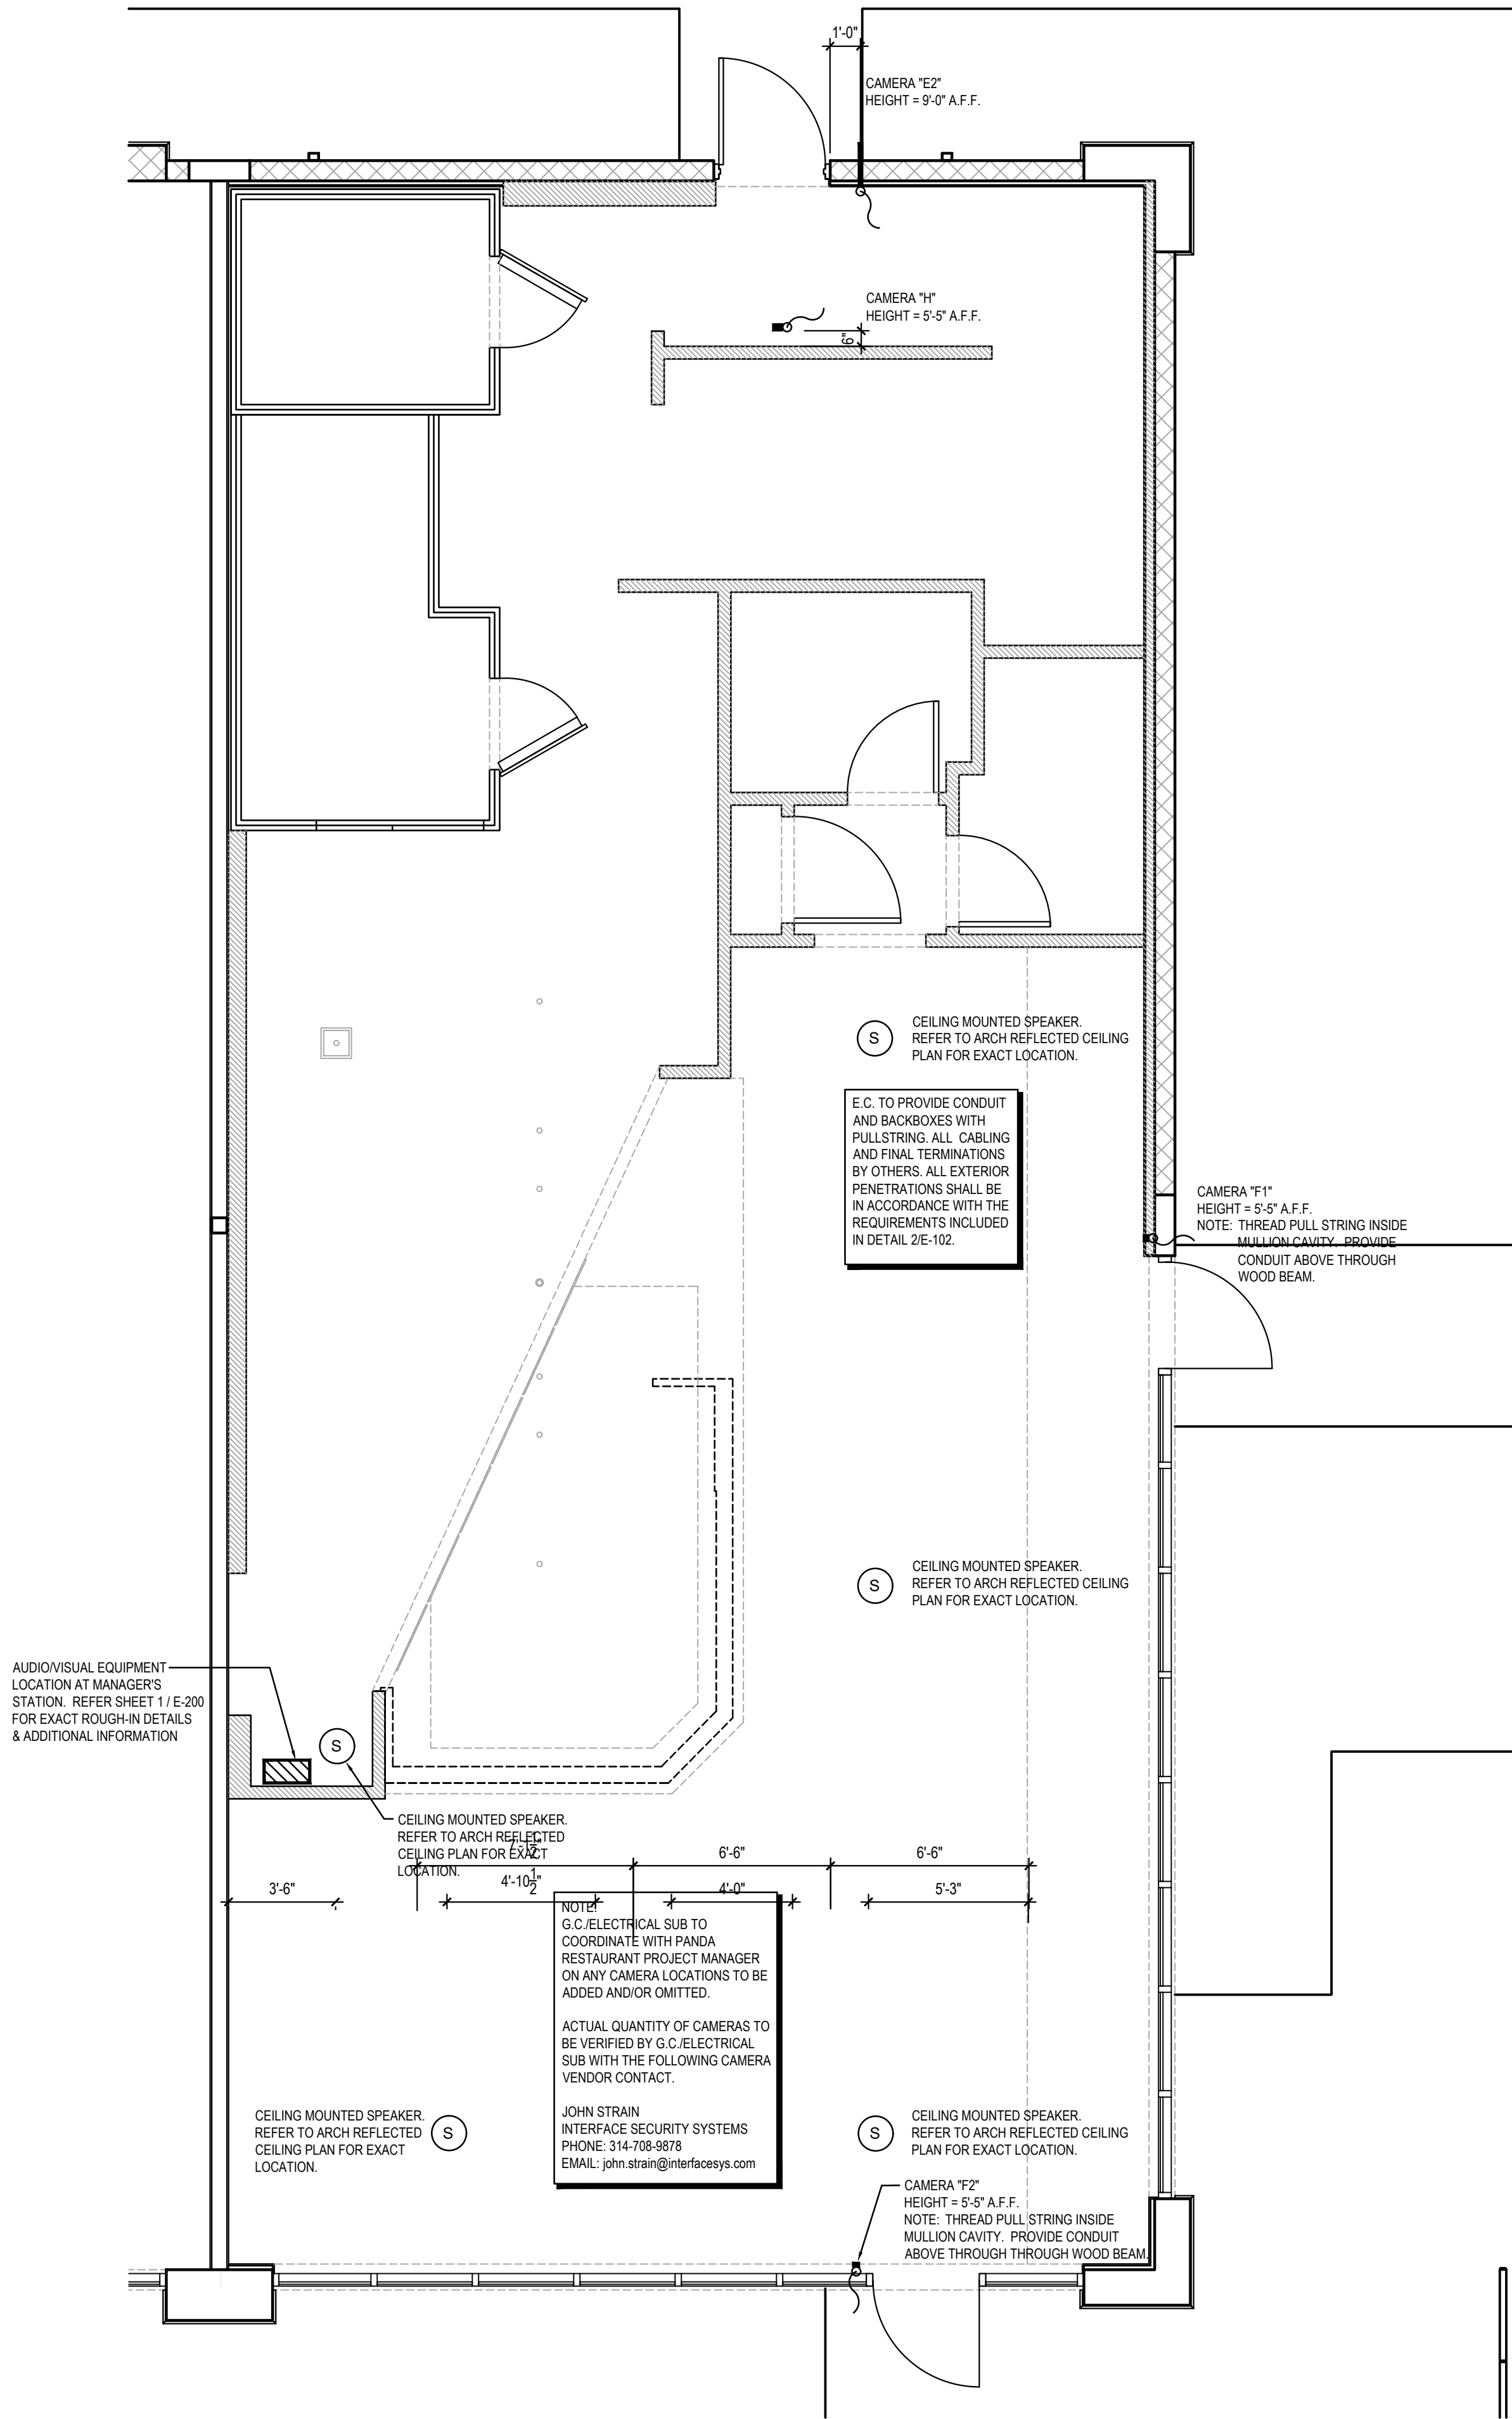 1'-0"
CAMERA "E2"
HEIGHT = 9'-0" A.F.F.
CAMERA "H"
HEIGHT = 5'-5" A.F.F.
6"
S
CEILING MOUNTED SPEAKER.
REFER TO ARCH REFLECTED CEILING
PLAN FOR EXACT LOCATION.
E.C. TO PROVIDE CONDUIT
AND BACKBOXES WITH
PULLSTRING. ALL CABLING
AND FINAL TERMINATIONS
BY OTHERS. ALL EXTERIOR
PENETRATIONS SHALL BE
IN ACCORDANCE WITH THE
REQUIREMENTS INCLUDED
IN DETAIL 2/E-102.
CAMERA "F1"
HEIGHT = 5'-5" A.F.F.
NOTE: THREAD PULL STRING INSIDE
MULLION CAVITY. PROVIDE
CONDUIT ABOVE THROUGH
WOOD BEAM.
S
CEILING MOUNTED SPEAKER.
REFER TO ARCH REFLECTED CEILING
PLAN FOR EXACT LOCATION.
AUDIO/VISUAL EQUIPMENT
LOCATION AT MANAGER'S
STATION. REFER SHEET 1 / E-200
FOR EXACT ROUGH-IN DETAILS
& ADDITIONAL INFORMATION
S
CEILING MOUNTED SPEAKER.
REFER TO ARCH REFLECTED
CEILING PLAN FOR EXACT
LOCATION.
7'-1 1/2"
6'-6"
6'-6"
3'-6"
4'-10 1/2"
4'-0"
5'-3"
NOTE:
G.C./ELECTRICAL SUB TO
COORDINATE WITH PANDA
RESTAURANT PROJECT MANAGER
ON ANY CAMERA LOCATIONS TO BE
ADDED AND/OR OMITTED.
ACTUAL QUANTITY OF CAMERAS TO
BE VERIFIED BY G.C./ELECTRICAL
SUB WITH THE FOLLOWING CAMERA
VENDOR CONTACT.
JOHN STRAIN
INTERFACE SECURITY SYSTEMS
PHONE: 314-708-9878
EMAIL: john.strain@interfacesys.com
CEILING MOUNTED SPEAKER.
REFER TO ARCH REFLECTED
CEILING PLAN FOR EXACT
LOCATION.
S
S
CEILING MOUNTED SPEAKER.
REFER TO ARCH REFLECTED CEILING
PLAN FOR EXACT LOCATION.
CAMERA "F2"
HEIGHT = 5'-5" A.F.F.
NOTE: THREAD PULL STRING INSIDE
MULLION CAVITY. PROVIDE CONDUIT
ABOVE THROUGH THROUGH WOOD BEAM.